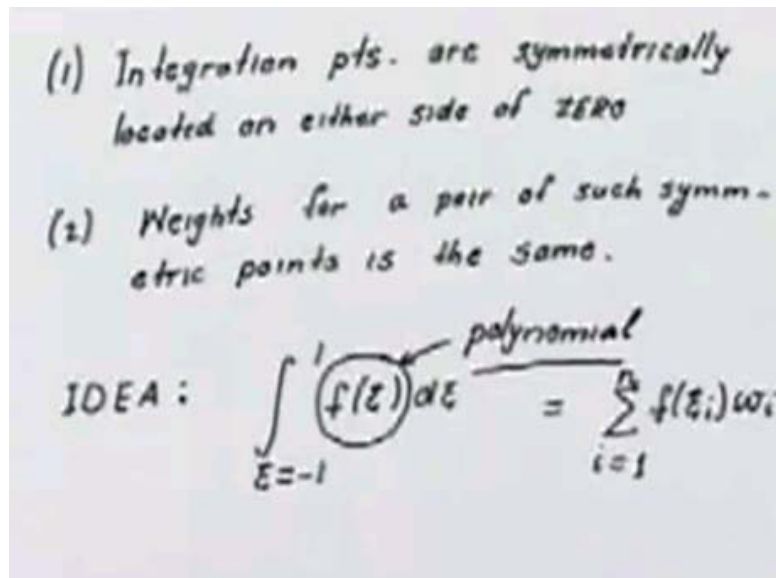 (1) Integration pts. are symmetrically
located on either side of ZERO
(2) Weights for a pair of such symm-
etric points is the same.
polynomial
IDEA : ∫_{ξ=-1}^{1} f(ξ) dξ = ∑_{i=1}^{n} f(ξi) wi